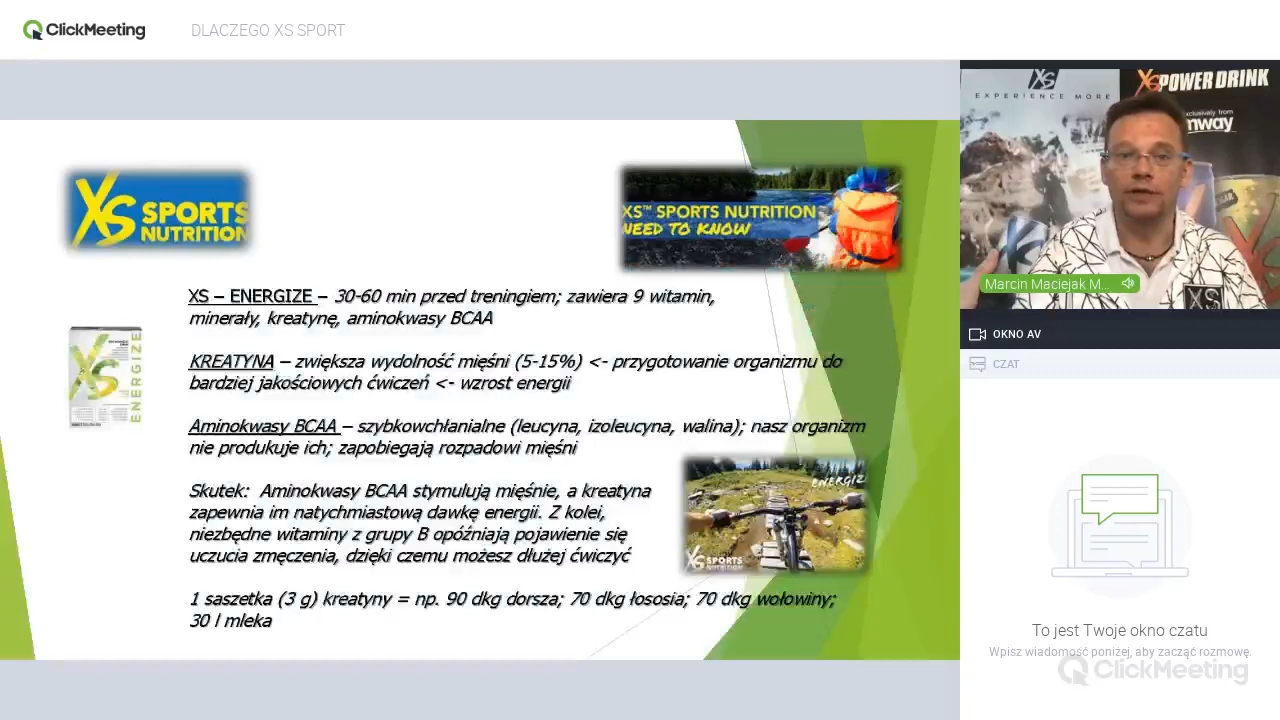 ClickMeeting
DLACZEGO XS SPORT
XS SPORTS
NUTRITION
XS™ SPORTS NUTRITION
NEED TO KNOW
XS – ENERGIZE – 30-60 min przed treningiem; zawiera 9 witamin,
minerały, kreatynę, aminokwasy BCAA
XS
ENERGIZE
KREATYNA – zwiększa wydolność mięśni (5-15%) <- przygotowanie organizmu do
bardziej jakościowych ćwiczeń <- wzrost energii
Aminokwasy BCAA – szybkowchłanialne (leucyna, izoleucyna, walina); nasz organizm
nie produkuje ich; zapobiegają rozpadowi mięśni
Skutek:  Aminokwasy BCAA stymulują mięśnie, a kreatyna
zapewnia im natychmiastową dawkę energii. Z kolei,
niezbędne witaminy z grupy B opóźniają pojawienie się
uczucia zmęczenia, dzięki czemu możesz dłużej ćwiczyć
ENERGIZ
XS SPORTS
NUTRITION
1 saszetka (3 g) kreatyny = np. 90 dkg dorsza; 70 dkg łososia; 70 dkg wołowiny;
30 l mleka
XS
EXPERIENCE MORE
XS POWER DRINK
xclusively from
nway
XS
Marcin Maciejak M...
OKNO AV
CZAT
To jest Twoje okno czatu
Wpisz wiadomość poniżej, aby zacząć rozmowę.
ClickMeeting